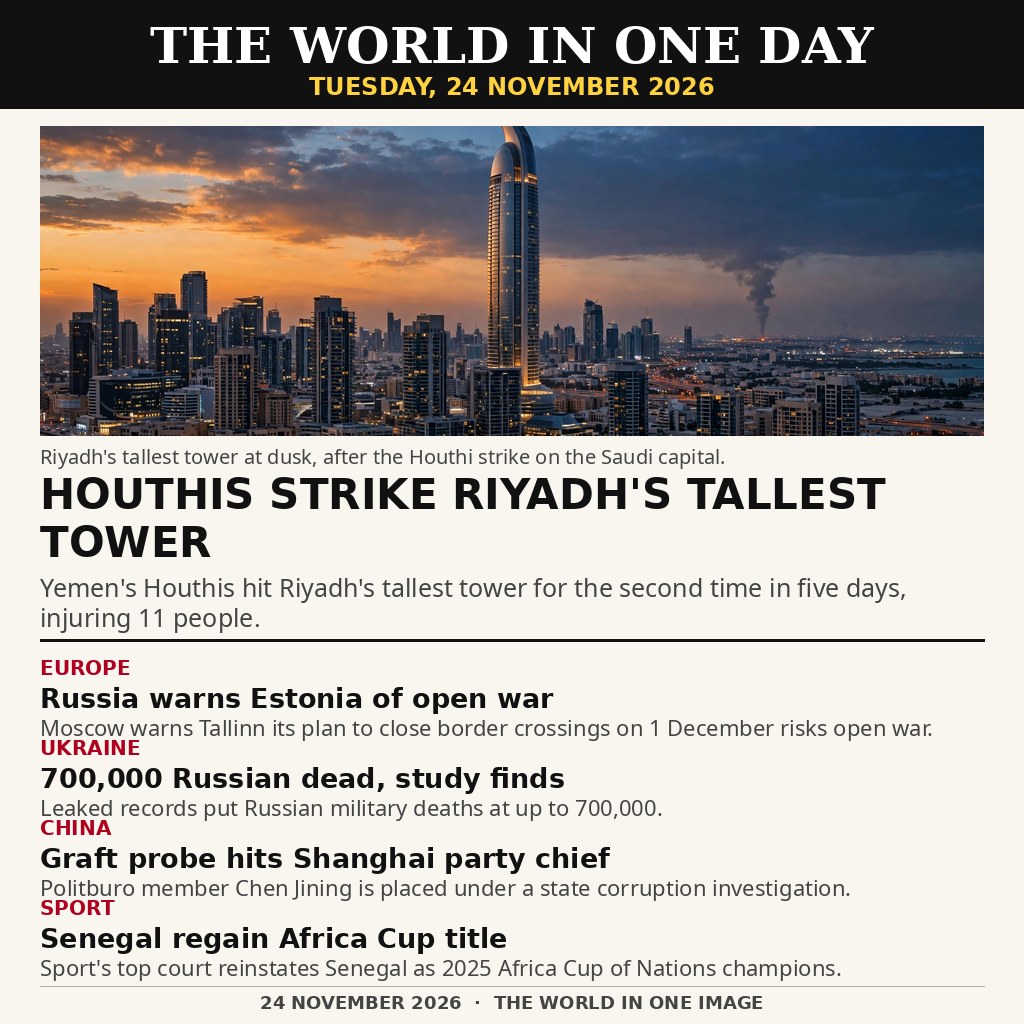 THE WORLD IN ONE DAY
TUESDAY, 24 NOVEMBER 2026
Riyadh's tallest tower at dusk, after the Houthi strike on the Saudi capital.
HOUTHIS STRIKE RIYADH'S TALLEST
TOWER
Yemen's Houthis hit Riyadh's tallest tower for the second time in five days,
injuring 11 people.
EUROPE
Russia warns Estonia of open war
Moscow warns Tallinn its plan to close border crossings on 1 December risks open war.
UKRAINE
700,000 Russian dead, study finds
Leaked records put Russian military deaths at up to 700,000.
CHINA
Graft probe hits Shanghai party chief
Politburo member Chen Jining is placed under a state corruption investigation.
SPORT
Senegal regain Africa Cup title
Sport's top court reinstates Senegal as 2025 Africa Cup of Nations champions.
24 NOVEMBER 2026 · THE WORLD IN ONE IMAGE